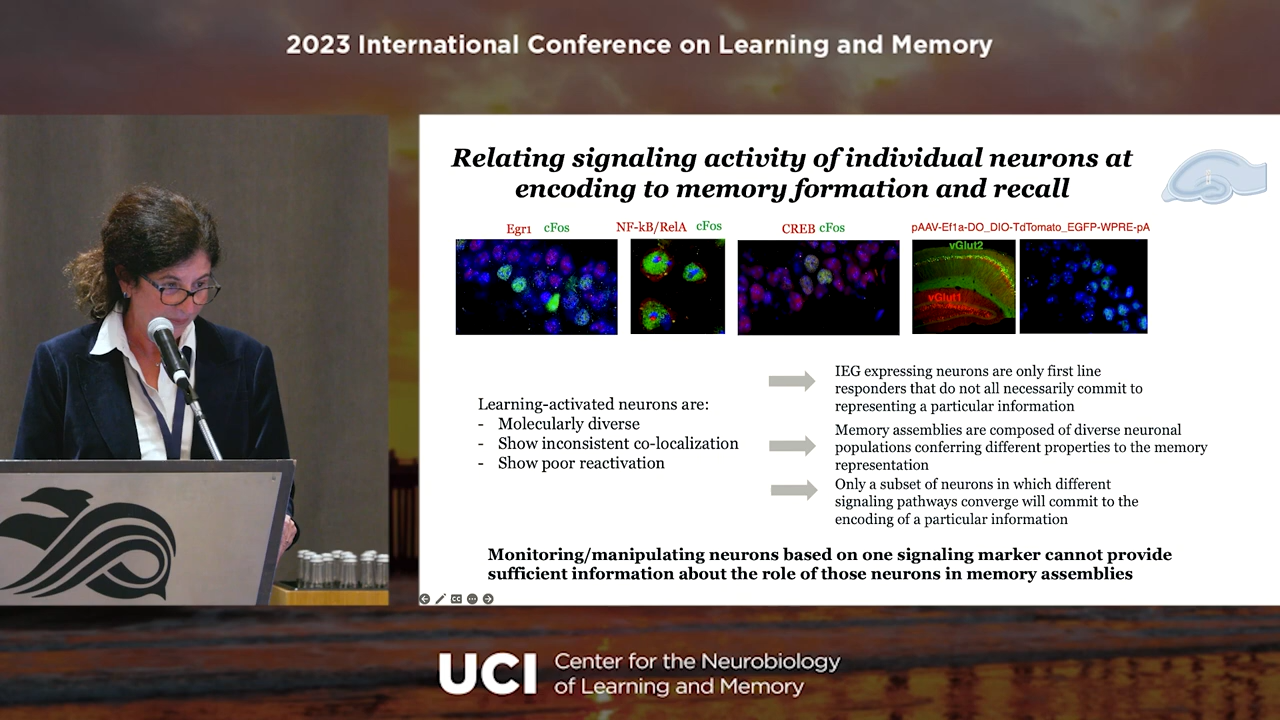 2023 International Conference on Learning and Memory
Relating signaling activity of individual neurons at
encoding to memory formation and recall
Egr1 cFos
NF-kB/RelA cFos
CREB cFos
pAAV-Ef1a-DO_DIO-TdTomato_EGFP-WPRE-pA
vGlut2
vGlut1
Learning-activated neurons are:
- Molecularly diverse
- Show inconsistent co-localization
- Show poor reactivation
IEG expressing neurons are only first line
responders that do not all necessarily commit to
representing a particular information
Memory assemblies are composed of diverse neuronal
populations conferring different properties to the memory
representation
Only a subset of neurons in which different
signaling pathways converge will commit to the
encoding of a particular information
Monitoring/manipulating neurons based on one signaling marker cannot provide
sufficient information about the role of those neurons in memory assemblies
CC
UCI Center for the Neurobiology
of Learning and Memory